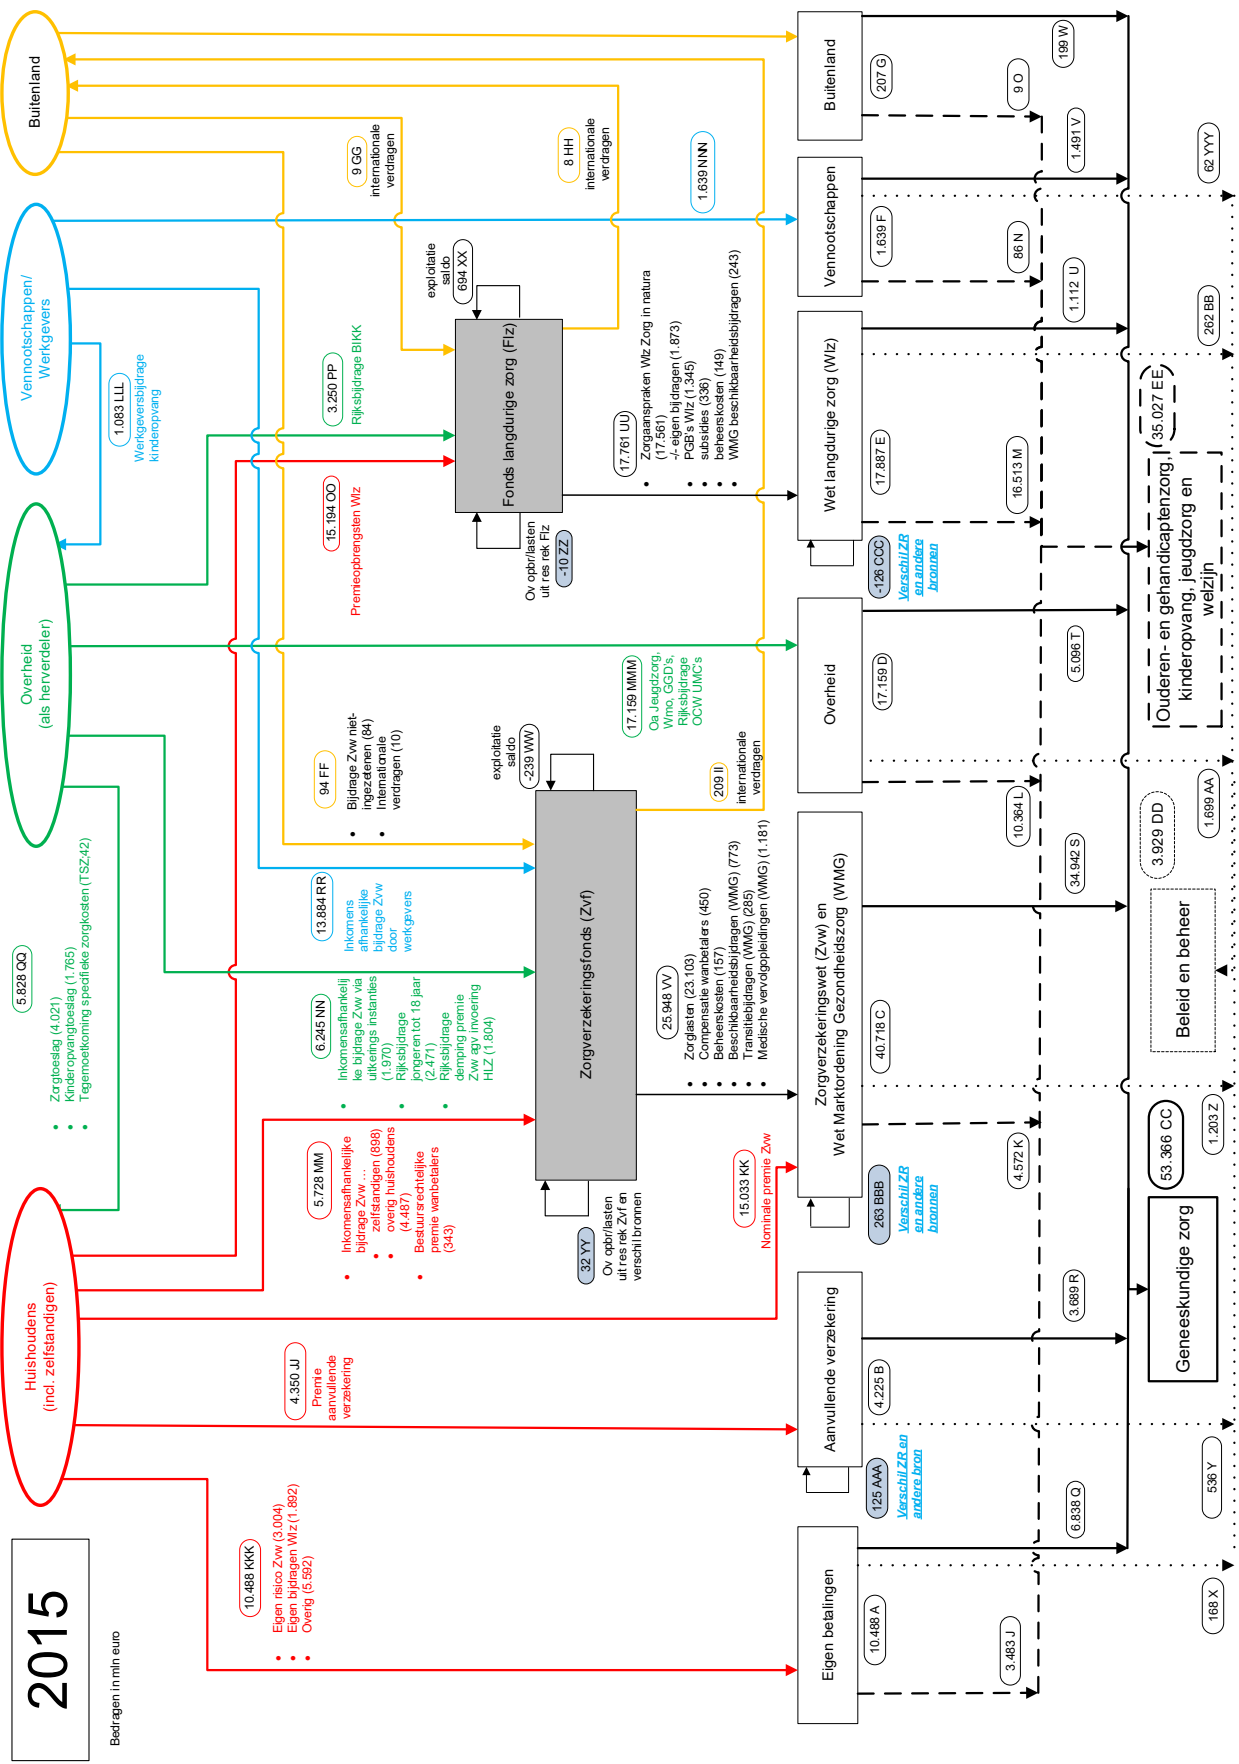 2015
Bedragen in mln euro
Huishoudens
(incl. zelfstandigen)
Overheid
(als herverdeler)
Vennootschappen/
Werkgevers
Buitenland
5.828 QQ
• Zorgtoeslag (4.021)
• Kinderopvangtoeslag (1.765)
• Tegemoetkoming specifieke zorgkosten (TSZ;42)
1.083 LL
Werkgeversbijdrage
kinderopvang
10.488 KKK
• Eigen risico Zvw (3.004)
• Eigen bijdragen Wlz (1.892)
• Overig (5.592)
4.350 JJ
Premie
aanvullende
verzekering
5.728 MM
• Inkomensafhankelijke
bijdrage Zvw ...
• zelfstandigen (898)
• overig huishoudens
(4.487)
• Bestuursrechtelijke
premie wanbetalers
(343)
6.245 NN
• Inkomensafhankelij
ke bijdrage Zvw via
uitkerings instanties
(1.970)
• Rijksbijdrage
jongeren tot 18 jaar
(2.471)
• Rijksbijdrage
demping premie
Zvw agv invoering
HLZ (1.804)
13.884 RR
Inkomens
afhankelijke
bijdrage Zvw
door
werkgevers
94 FF
• Bijdrage Zvw niet-
ingezetenen (84)
• Internationale
verdragen (10)
15.194 OO
Premieopbrengsten Wlz
3.250 PP
Rijksbijdrage BIKK
9 GG
internationale
verdragen
exploitatie
saldo
694 XX
Fonds langdurige zorg (Flz)
Ov opbr/lasten
uit res rek Flz
-10 ZZ
8 HH
internationale
verdragen
exploitatie
saldo
-239 WW
Zorgverzekeringsfonds (Zvf)
32 YY
Ov opbr/lasten
uit res rek Zvf en
verschil bronnen
17.761 UU
• Zorgaanspraken Wlz Zorg in natura
(17.561)
-/- eigen bijdragen (1.873)
• PGB's Wlz (1.345)
• subsidies (336)
• beheerskosten (149)
• WMG beschikbaarheidsbijdragen (243)
1.639 NNN
17.159 MMM
Oa Jeugdzorg,
Wmo, GGD's,
Rijksbijdrage
OCW UMC's
209 II
internationale
verdragen
25.948 VV
• Zorglasten (23.103)
• Compensatie wanbetalers (450)
• Beheerskosten (157)
• Beschikbaarheidsbijdragen (WMG) (773)
• Transitiebijdragen (WMG) (285)
• Medische vervolgopleidingen (WMG) (1.181)
15.033 KK
Nominale premie Zvw
Eigen betalingen
Aanvullende verzekering
Zorgverzekeringswet (Zvw) en
Wet Marktordening Gezondheidszorg (WMG)
Overheid
Wet langdurige zorg (Wlz)
Vennootschappen
Buitenland
10.488 A
125 AAA
Verschil ZR en
andere bron
4.225 B
263 BBB
Verschil ZR
en andere
bronnen
40.718 C
17.159 D
-126 CCC
Verschil ZR
en andere
bronnen
17.887 E
1.639 F
207 G
3.483 J
4.572 K
10.364 L
16.513 M
86 N
9 O
6.838 Q
3.689 R
34.942 S
5.096 T
1.112 U
1.491 V
199 W
Geneeskundige zorg
53.366 CC
Beleid en beheer
3.929 DD
Ouderen- en gehandicaptenzorg,
kinderopvang, jeugdzorg en
welzijn
35.027 EE
168 X
536 Y
1.203 Z
1.699 AA
262 BB
62 YYY